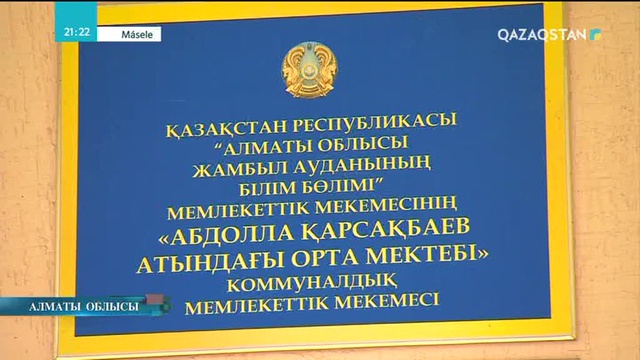 21:22
Másele
QAZAQSTAN
ҚАЗАҚСТАН РЕСПУБЛИКАСЫ
“АЛМАТЫ ОБЛЫСЫ
ЖАМБЫЛ АУДАНЫНЫҢ
БІЛІМ БӨЛІМІ”
МЕМЛЕКЕТТІК МЕКЕМЕСІНІҢ
«АБДОЛЛА ҚАРСАҚБАЕВ
АТЫНДАҒЫ ОРТА МЕКТЕБІ»
КОММУНАЛДЫҚ
МЕМЛЕКЕТТІК МЕКЕМЕСІ
АЛМАТЫ ОБЛЫСЫ